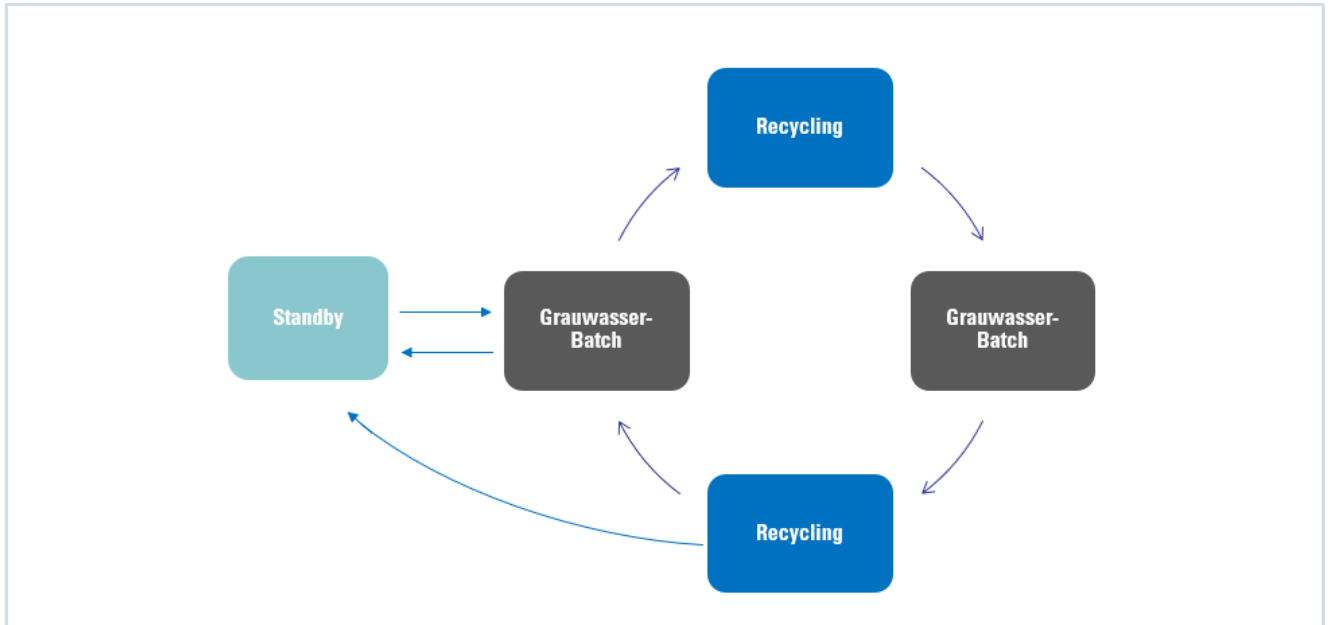 Recycling
Standby
Grauwasser-
Batch
Grauwasser-
Batch
Recycling